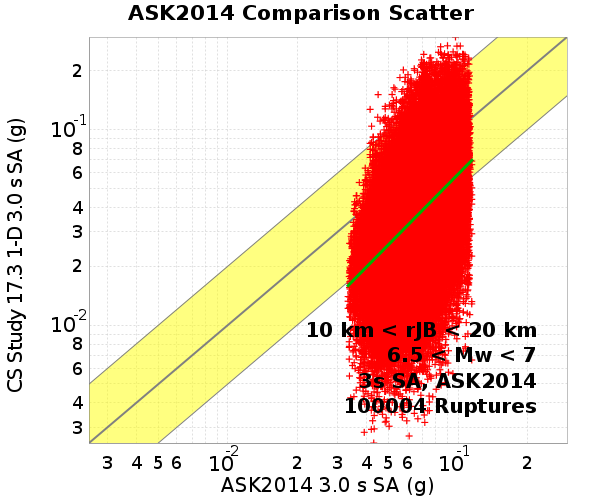 ASK2014 Comparison Scatter
CS Study 17.3 1-D 3.0 s SA (g)
2
10^-1
8
6
4
3
2
10^-2
8
6
4
3
10 km < rJB < 20 km
6.5 < Mw < 7
3s SA, ASK2014
100004 Ruptures
3 4 5 6 10^-2 2 3 4 5 6 10^-1 2
ASK2014 3.0 s SA (g)